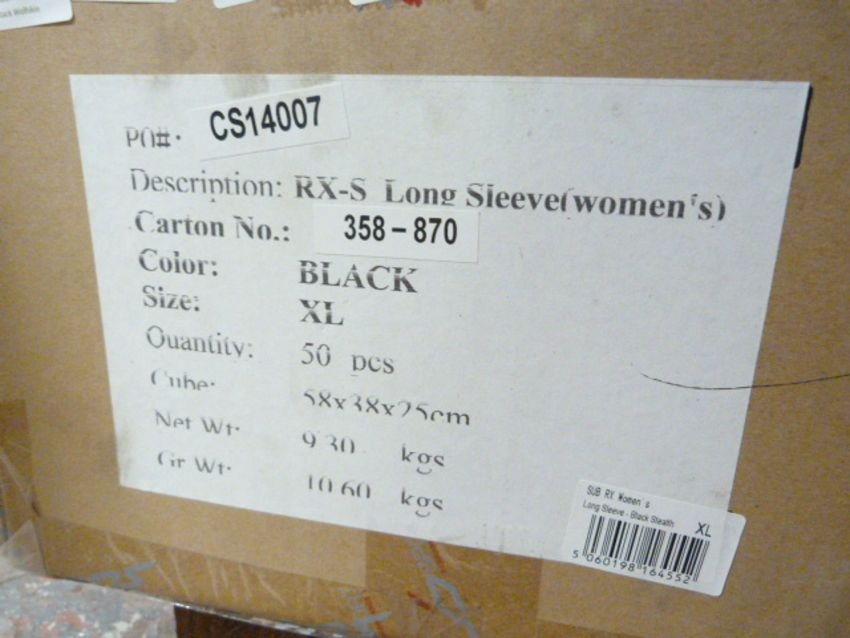 PO#: CS14007
Description: RX-S Long Sleeve(women's)
Carton No.: 358-870
Color: BLACK
Size: XL
Quantity: 50 pcs
Cube: 58x38x25cm
Net Wt: 9.30 kgs
Gr Wt: 10.60 kgs
SUB RX Women's
Long Sleeve - Black Stealth XL
5 060198 164552